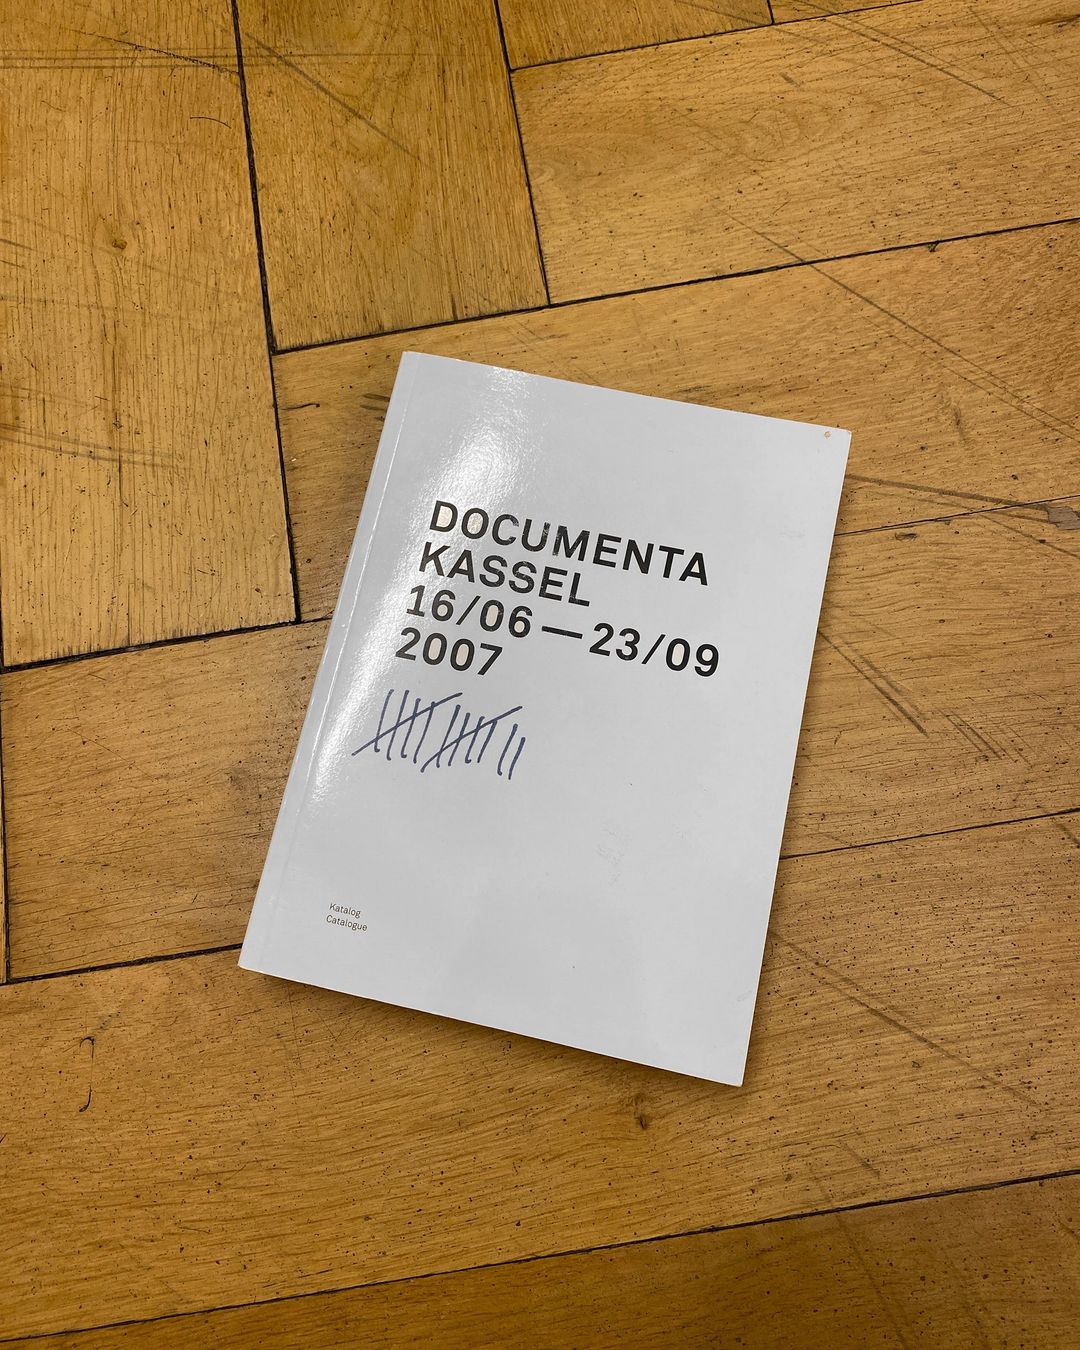 DOCUMENTA
KASSEL
16/06—23/09
2007
Katalog
Catalogue